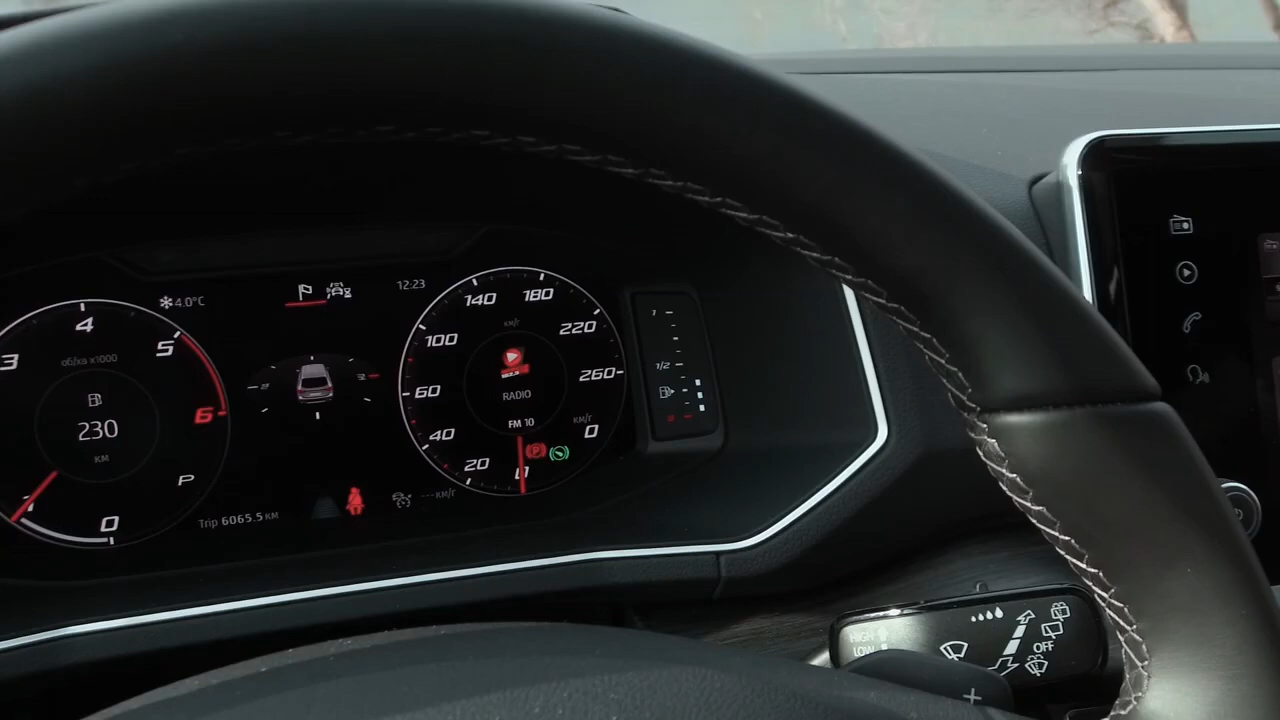 4.0°C
12:23
3
4
5
6
об/хв x1000
230
КМ
P
0
Trip 6065.5 КМ
140
180
100
КМ/Г
220
60
RADIO
260
40
FM 10
КМ/Г
0
20
P
0
--- КМ/Г
1
1/2
HIGH
LOW
OFF
+